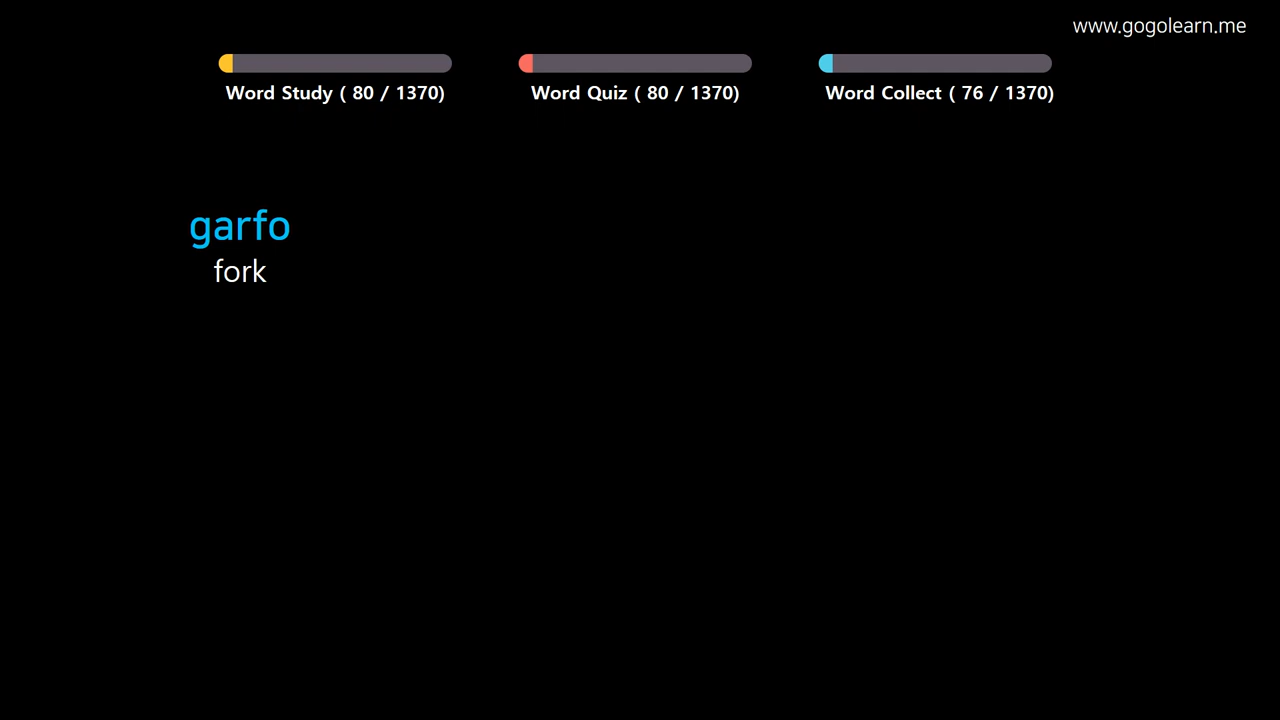 www.gogolearn.me
Word Study ( 80 / 1370)
Word Quiz ( 80 / 1370)
Word Collect ( 76 / 1370)
garfo
fork